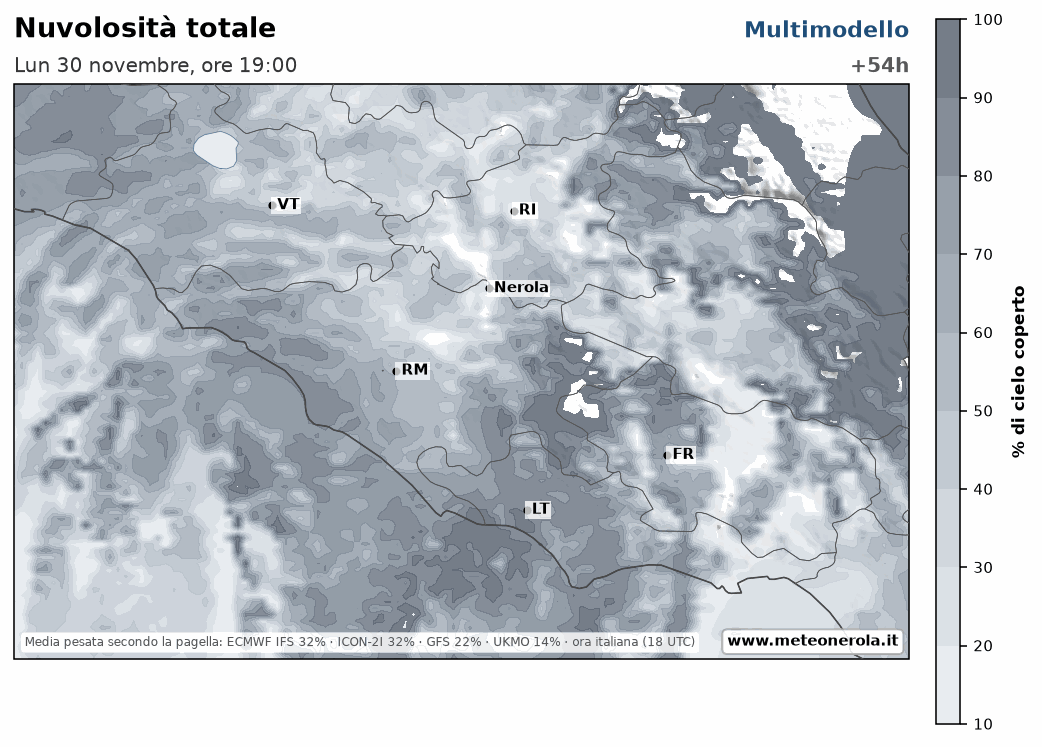 Nuvolosità totale
Multimodello
Lun 30 novembre, ore 19:00
+54h
100
90
80
70
60
50
40
30
20
10
% di cielo coperto
VT
RI
Nerola
RM
FR
LT
Media pesata secondo la pagella: ECMWF IFS 32% · ICON-2I 32% · GFS 22% · UKMO 14% · ora italiana (18 UTC)
www.meteonerola.it